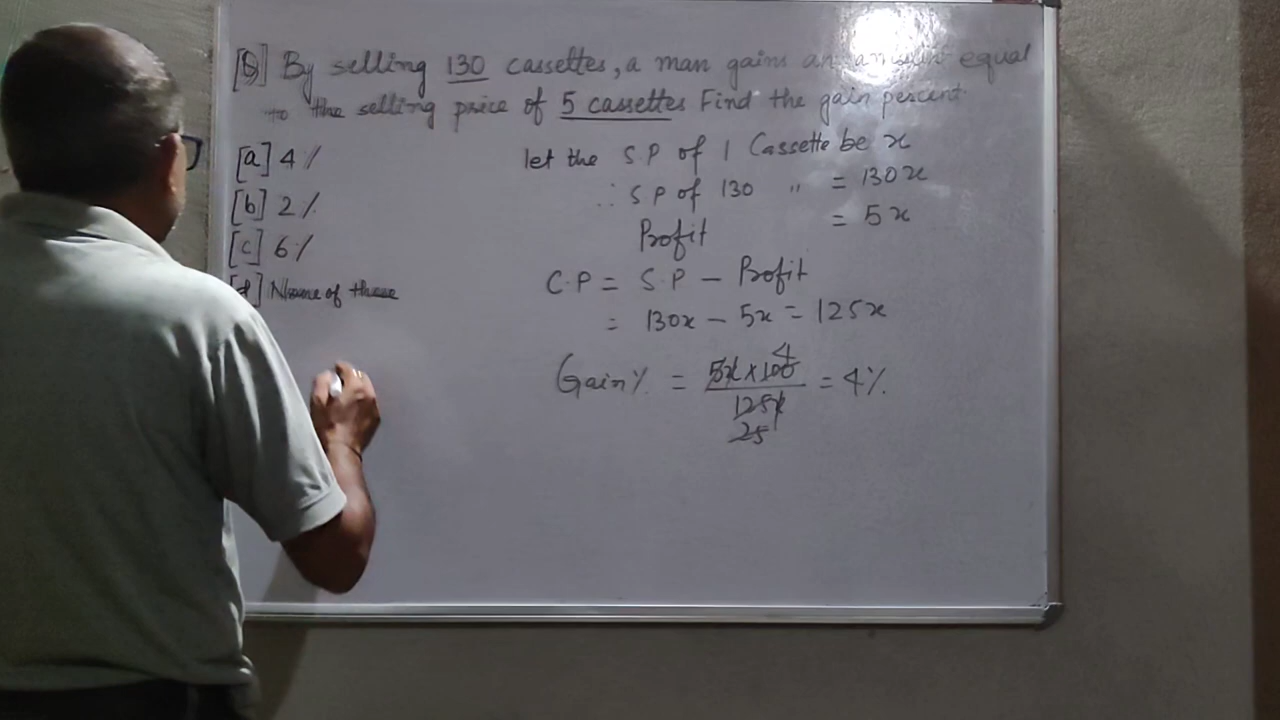 [Q] By selling 130 cassettes, a man gains an amount equal
to the selling price of 5 cassettes Find the gain percent.
[a] 4%
[b] 2%
[c] 6%
[d] None of these
let the S.P of 1 Cassette be x
∴ S P of 130 " = 130x
Profit = 5x
C.P = S.P – Profit
= 130x – 5x = 125x
Gain% = 5x × 100 / 125x = 4%
4
25